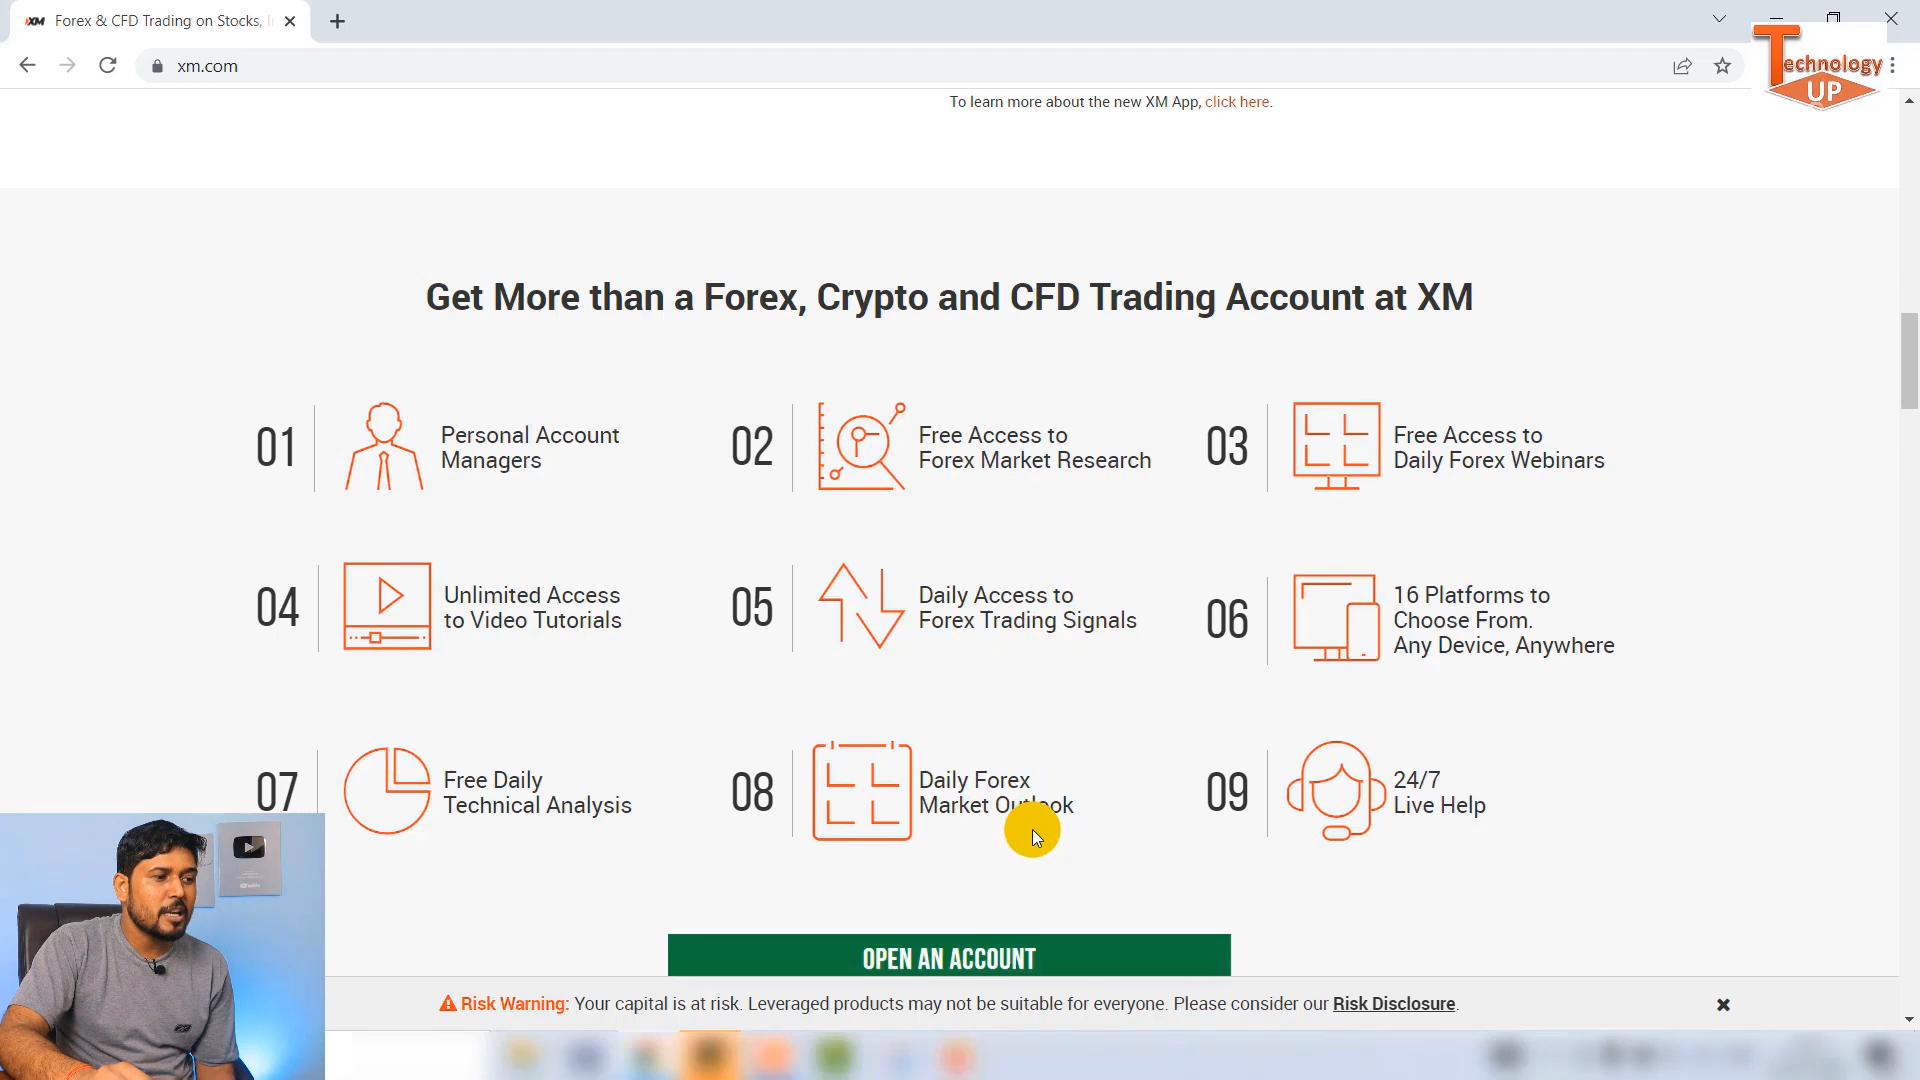 XM Forex & CFD Trading on Stocks, I
xm.com
Technology
UP
To learn more about the new XM App, click here.
Get More than a Forex, Crypto and CFD Trading Account at XM
01
Personal Account
Managers
02
Free Access to
Forex Market Research
03
Free Access to
Daily Forex Webinars
04
Unlimited Access
to Video Tutorials
05
Daily Access to
Forex Trading Signals
06
16 Platforms to
Choose From.
Any Device, Anywhere
07
Free Daily
Technical Analysis
08
Daily Forex
Market Outlook
09
24/7
Live Help
OPEN AN ACCOUNT
Risk Warning: Your capital is at risk. Leveraged products may not be suitable for everyone. Please consider our Risk Disclosure.